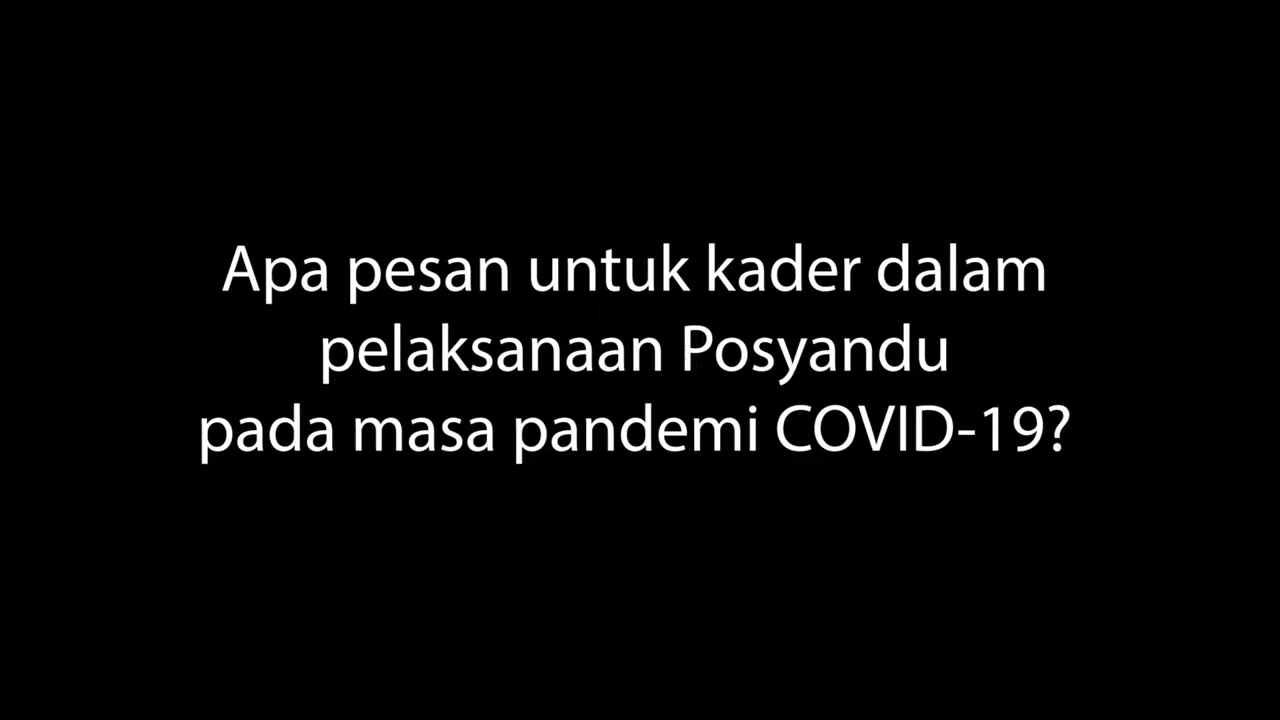 Apa pesan untuk kader dalam
pelaksanaan Posyandu
pada masa pandemi COVID-19?